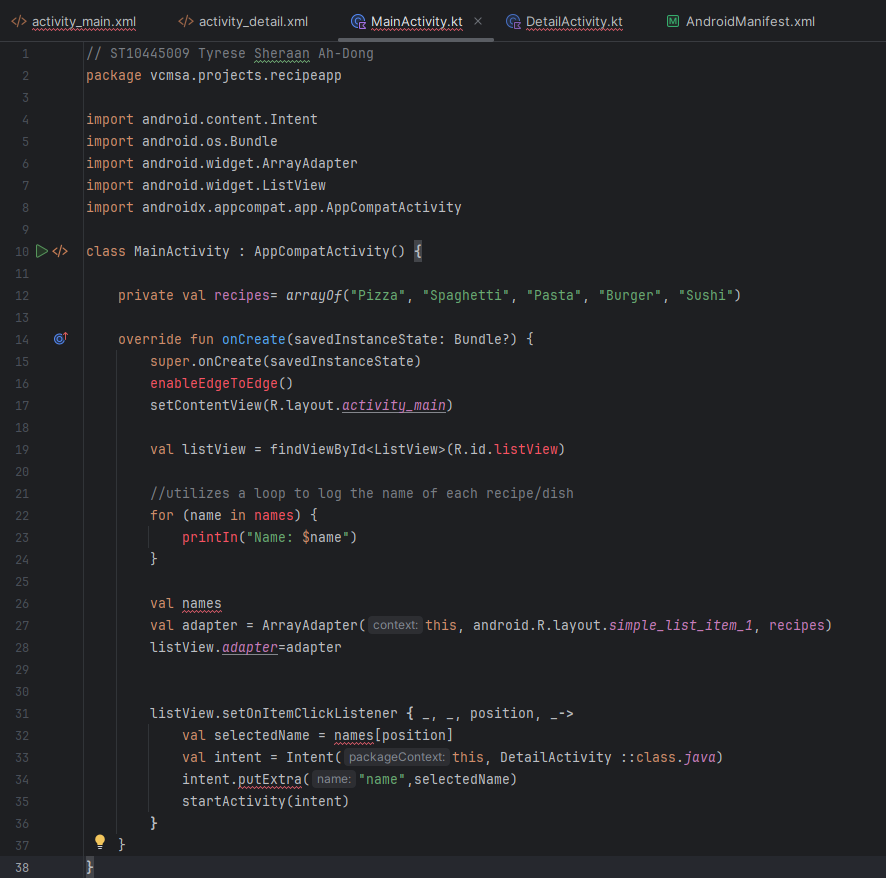 activity_main.xml activity_detail.xml MainActivity.kt DetailActivity.kt AndroidManifest.xml
1 // ST10445009 Tyrese Sheraan Ah-Dong
2 package vcmsa.projects.recipeapp
3
4 import android.content.Intent
5 import android.os.Bundle
6 import android.widget.ArrayAdapter
7 import android.widget.ListView
8 import androidx.appcompat.app.AppCompatActivity
9
10 class MainActivity : AppCompatActivity() {
11
12 private val recipes= arrayOf("Pizza", "Spaghetti", "Pasta", "Burger", "Sushi")
13
14 override fun onCreate(savedInstanceState: Bundle?) {
15 super.onCreate(savedInstanceState)
16 enableEdgeToEdge()
17 setContentView(R.layout.activity_main)
18
19 val listView = findViewById<ListView>(R.id.listView)
20
21 //utilizes a loop to log the name of each recipe/dish
22 for (name in names) {
23 printIn("Name: $name")
24 }
25
26 val names
27 val adapter = ArrayAdapter( context: this, android.R.layout.simple_list_item_1, recipes)
28 listView.adapter=adapter
29
30
31 listView.setOnItemClickListener { _, _, position, _->
32 val selectedName = names[position]
33 val intent = Intent( packageContext: this, DetailActivity ::class.java)
34 intent.putExtra( name: "name",selectedName)
35 startActivity(intent)
36 }
37 }
38 }